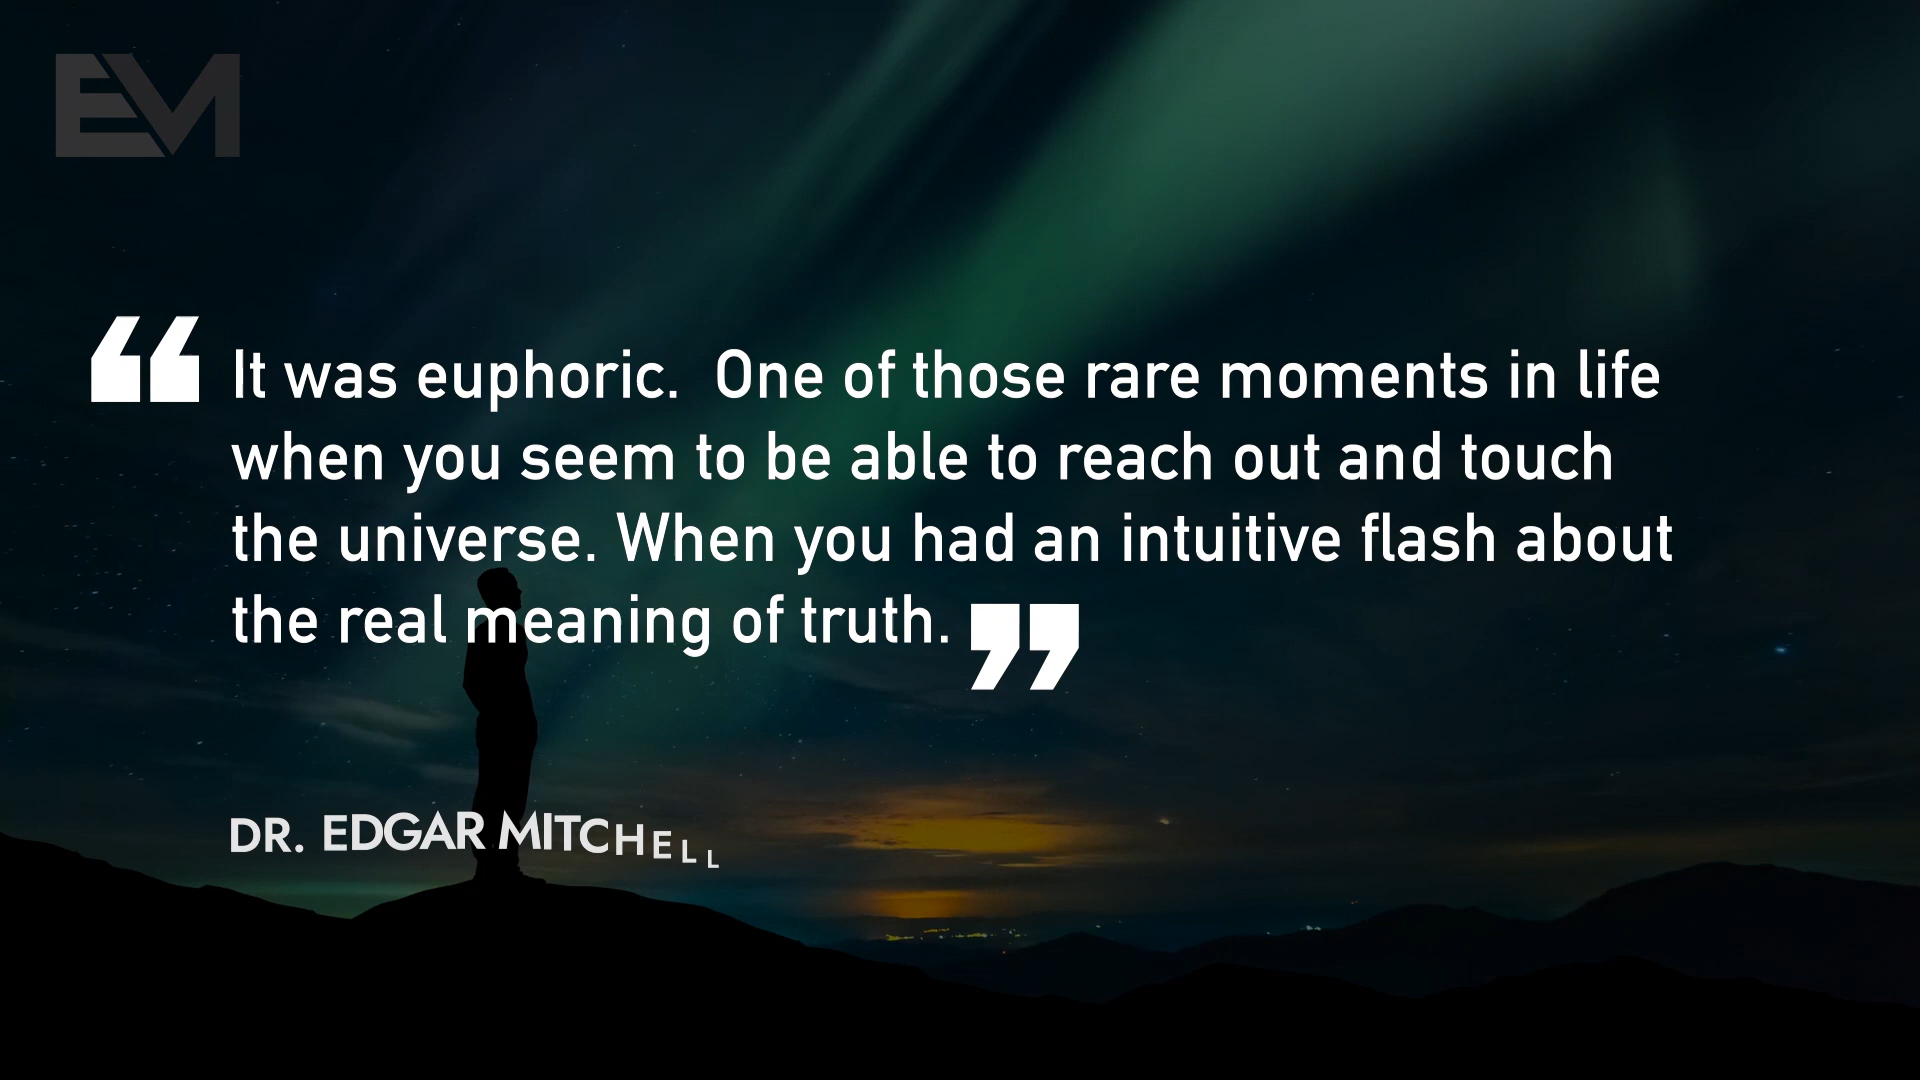 EM
“It was euphoric.  One of those rare moments in life
when you seem to be able to reach out and touch
the universe. When you had an intuitive flash about
the real meaning of truth.”
DR. EDGAR MITCHELL